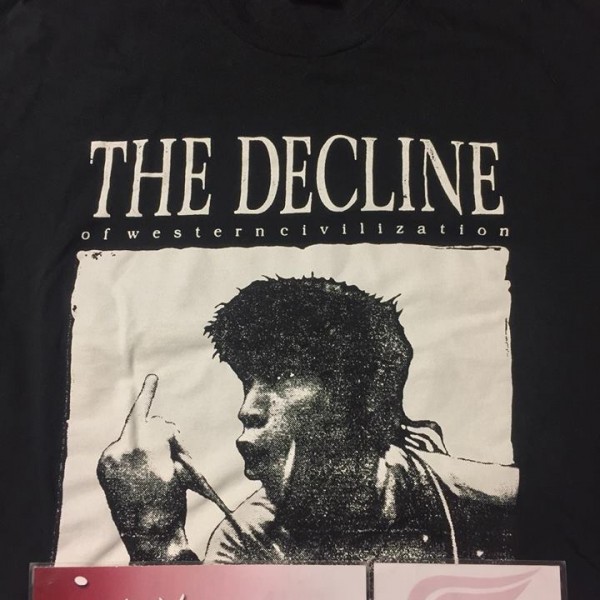 THE DECLINE
of western civilization